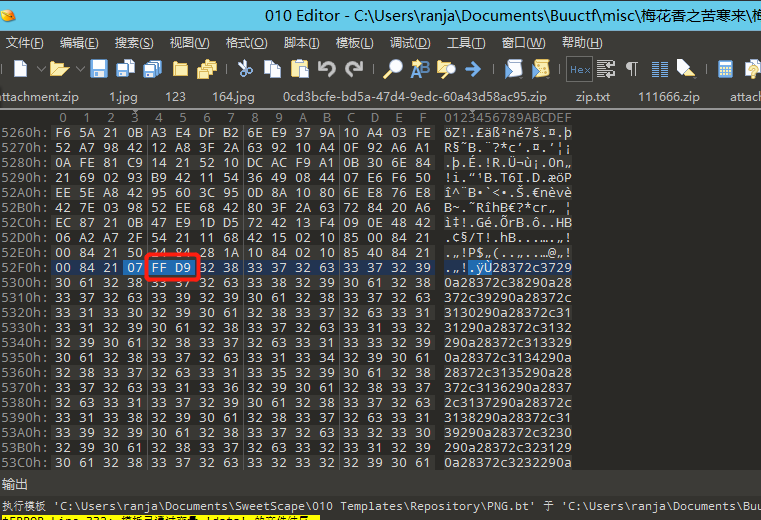 010 Editor - C:\Users\ranja\Documents\Buuctf\misc\梅花香之苦寒来\梅
文件(F) 编辑(E) 搜索(S) 视图(V) 格式(O) 脚本(I) 模板(L) 调试(D) 工具(T) 窗口(W) 帮助(H)
Hex
attachment.zip 1.jpg 123 164.jpg 0cd3bcfe-bd5a-47d4-9edc-60a43d58ac95.zip zip.txt 111666.zip attac
0 1 2 3 4 5 6 7 8 9 A B C D E F 0123456789ABCDEF
5260h: F6 5A 21 0B A3 E4 DF B2 6E E9 37 9A 10 A4 03 FE öZ!.£äß²né7š.¤.þ
5270h: 52 A7 98 42 12 A8 3F 2A 63 92 10 A4 0F 92 A6 A1 R§˜B.¨?*c’.¤.’¦¡
5280h: 0A FE 81 C9 14 21 52 10 DC AC F9 A1 0B 30 6E 84
5290h: 21 69 02 93 B9 42 11 54 36 49 08 44 07 E6 F6 50 !i.“¹B.T6I.D.æöP
52A0h: EE 5E A8 42 95 60 3C 95 0D 8A 10 80 6E E8 76 E8
52B0h: 42 7E 03 98 52 EE 68 42 80 3F 2A 63 72 84 20 A6
52C0h: EC 87 21 0B 47 E9 1D D5 72 42 13 F4 09 0E 48 42 ì‡!.Gé.ÕrB.ô..HB
52D0h: 06 A2 A7 2F 54 21 11 68 42 15 02 10 85 00 84 21 .¢§/T!.hB.......„!
52E0h: 00 84 21 50 24 84 28 1A 10 84 02 10 85 40 84 21
52F0h: 00 84 21 07 FF D9 32 38 33 37 32 63 33 37 32 39 .„!.ÿÙ28372c3729
5300h: 30 61 32 38 33 37 32 63 33 38 32 39 30 61 32 38 0a28372c38290a28
5310h: 33 37 32 63 33 39 32 39 30 61 32 38 33 37 32 63 372c39290a28372c
5320h: 33 31 33 30 32 39 30 61 32 38 33 37 32 63 33 31 3130290a28372c31
5330h: 33 31 32 39 30 61 32 38 33 37 32 63 33 31 33 32 31290a28372c3132
5340h: 32 39 30 61 32 38 33 37 32 63 33 31 33 33 32 39 290a28372c313329
5350h: 30 61 32 38 33 37 32 63 33 31 33 34 32 39 30 61 0a28372c3134290a
5360h: 32 38 33 37 32 63 33 31 33 35 32 39 30 61 32 38 28372c3135290a28
5370h: 33 37 32 63 33 31 33 36 32 39 30 61 32 38 33 37 372c3136290a2837
5380h: 32 63 33 31 33 37 32 39 30 61 32 38 33 37 32 63 2c3137290a28372c
5390h: 33 31 33 38 32 39 30 61 32 38 33 37 32 63 33 31 3138290a28372c31
53A0h: 33 39 32 39 30 61 32 38 33 37 32 63 33 32 33 30 39290a28372c3230
53B0h: 32 39 30 61 32 38 33 37 32 63 33 32 33 31 32 39 290a28372c323129
53C0h: 30 61 32 38 33 37 32 63 33 32 33 32 32 39 30 61 0a28372c3232290a
输出
执行模板 'C:\Users\ranja\Documents\SweetScape\010 Templates\Repository\PNG.bt' 于 'C:\Users\ranja\Documents\Buu